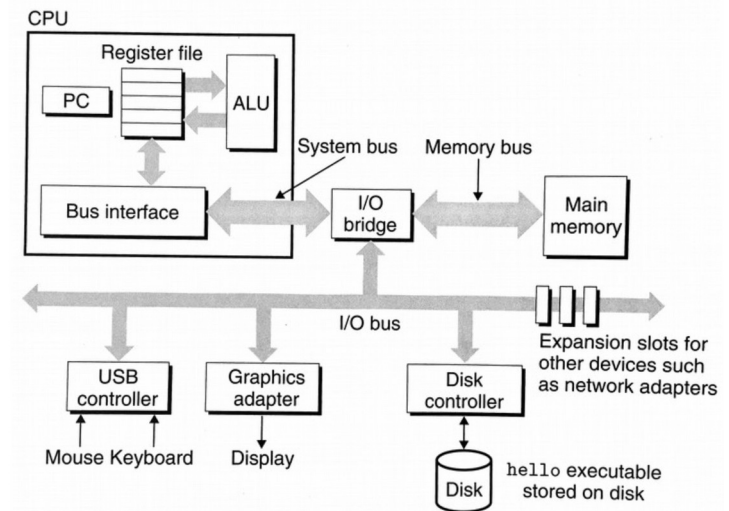 CPU
Register file
PC
ALU
System bus
Memory bus
Bus interface
I/O
bridge
Main
memory
I/O bus
Expansion slots for
other devices such
as network adapters
USB
controller
Graphics
adapter
Disk
controller
Mouse Keyboard
Display
Disk
hello executable
stored on disk